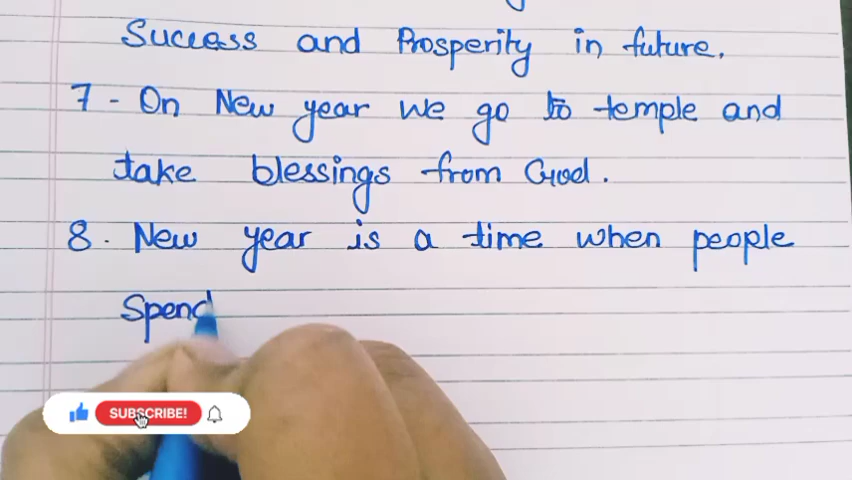 Success and Prosperity in future.
7 - On New year we go to temple and
take blessings from God.
8. New year is a time when people
Spend
SUBSCRIBE!